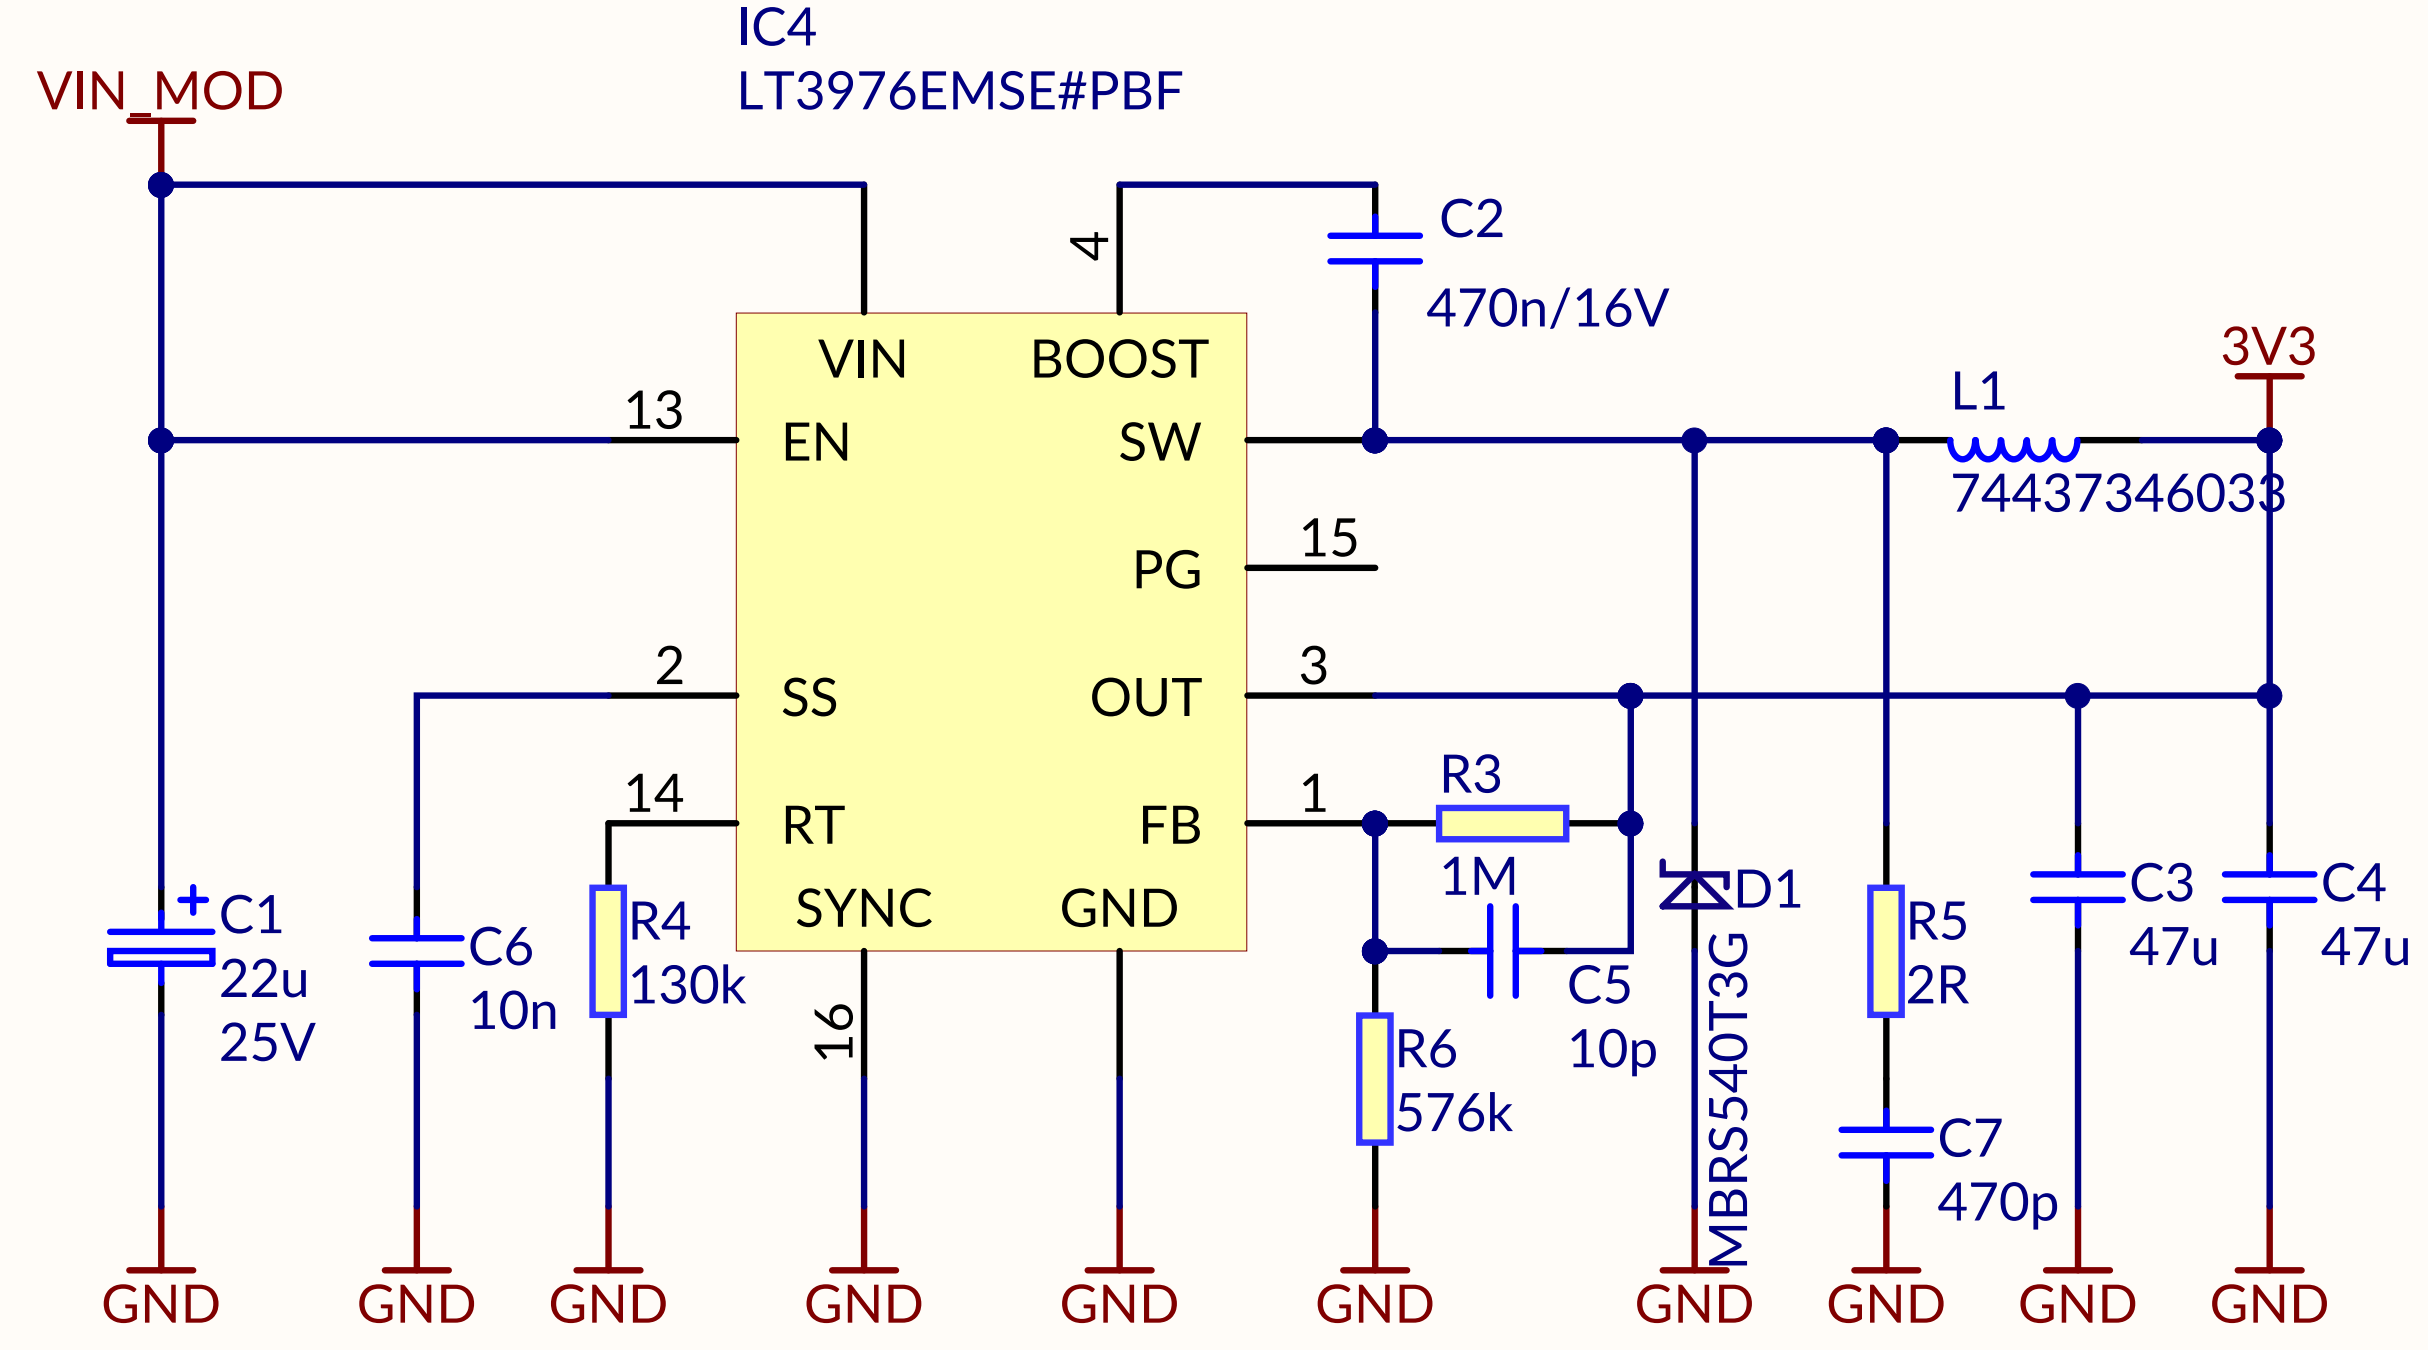 IC4
LT3976EMSE#PBF
VIN_MOD
4
C2
470n/16V
3V3
VIN
BOOST
13
EN
SW
L1
74437346033
15
PG
2
SS
OUT
3
14
RT
FB
1
R3
1M
SYNC
GND
16
C1
22u
25V
C6
10n
R4
130k
C5
10p
R6
576k
D1
MBRS540T3G
R5
2R
C7
470p
C3
47u
C4
47u
GND
GND
GND
GND
GND
GND
GND
GND
GND
GND